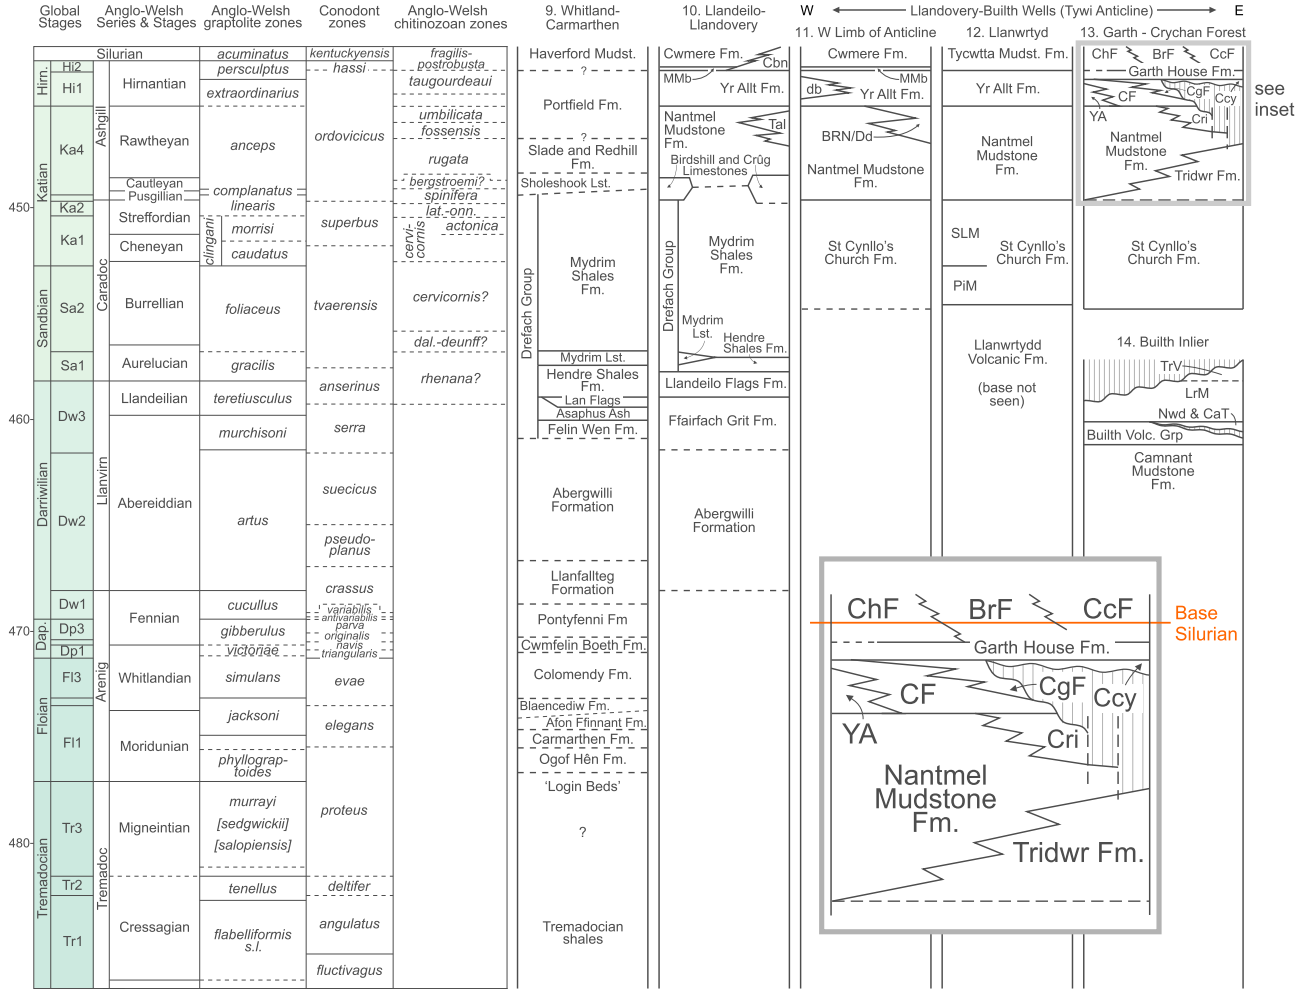 Global
Stages
Anglo-Welsh
Series & Stages
Anglo-Welsh
graptolite zones
Conodont
zones
Anglo-Welsh
chitinozoan zones
9. Whitland-
Carmarthen
10. Llandeilo-
Llandovery
W
Llandovery-Builth Wells (Tywi Anticline)
E
11. W Limb of Anticline
12. Llanwrtyd
13. Garth - Crychan Forest
450
460
470
480
Hirn.
Katian
Sandbian
Darriwilian
Dap.
Floian
Tremadocian
Hi2
Hi1
Ka4
Ka2
Ka1
Sa2
Sa1
Dw3
Dw2
Dw1
Dp3
Dp1
Fl3
Fl1
Tr3
Tr2
Tr1
Silurian
Ashgill
Caradoc
Llanvirn
Arenig
Tremadoc
Hirnantian
Rawtheyan
Cautleyan
Pusgillian
Streffordian
Cheneyan
Burrellian
Aurelucian
Llandeilian
Abereiddian
Fennian
Whitlandian
Moridunian
Migneintian
Cressagian
acuminatus
persculptus
extraordinarius
anceps
complanatus
linearis
clingani
morrisi
caudatus
foliaceus
gracilis
teretiusculus
murchisoni
artus
cucullus
gibberulus
victoriae
simulans
jacksoni
phyllograp-
toides
murrayi
[sedgwickii]
[salopiensis]
tenellus
flabelliformis
s.l.
kentuckyensis
hassi
ordovicicus
superbus
tvaerensis
anserinus
serra
suecicus
pseudo-
planus
crassus
variabilis
antivariabilis
parva
originalis
navis
triangularis
evae
elegans
proteus
deltifer
angulatus
fluctivagus
fragilis-
postrobusta
taugourdeaui
umbilicata
fossensis
rugata
bergstroemi?
spinifera
lat.-onn.
cervi-
cornis
actonica
cervicornis?
dal.-deunff?
rhenana?
Haverford Mudst.
?
Portfield Fm.
?
Slade and Redhill
Fm.
Sholeshook Lst.
Drefach Group
Mydrim
Shales
Fm.
Mydrim Lst.
Hendre Shales
Fm.
Lan Flags
Asaphus Ash
Felin Wen Fm.
Abergwilli
Formation
Llanfallteg
Formation
Pontyfenni Fm
Cwmfelin Boeth Fm.
Colomendy Fm.
Blaencediw Fm.
Afon Ffinnant Fm.
Carmarthen Fm.
Ogof Hên Fm.
‘Login Beds’
?
Tremadocian
shales
Cwmere Fm.
Cbn
MMb
Yr Allt Fm.
Nantmel
Mudstone
Fm.
Tal
Birdshill and Crûg
Limestones
Drefach Group
Mydrim
Shales
Fm.
Mydrim
Lst.
Hendre
Shales Fm.
Llandeilo Flags Fm.
Ffairfach Grit Fm.
Abergwilli
Formation
Cwmere Fm.
MMb
db
Yr Allt Fm.
BRN/Dd
Nantmel Mudstone
Fm.
St Cynllo’s
Church Fm.
Tycwtta Mudst. Fm.
Yr Allt Fm.
Nantmel
Mudstone
Fm.
SLM
St Cynllo’s
Church Fm.
PiM
Llanwrtydd
Volcanic Fm.
(base not
seen)
ChF
BrF
CcF
Garth House Fm.
CF
CgF
Ccy
YA
Cri
Nantmel
Mudstone
Fm.
Tridwr Fm.
see
inset
St Cynllo’s
Church Fm.
14. Builth Inlier
TrV
LrM
Nwd & CaT
Builth Volc. Grp
Camnant
Mudstone
Fm.
ChF
BrF
CcF
Base
Silurian
Garth House Fm.
CF
CgF
Ccy
YA
Cri
Nantmel
Mudstone
Fm.
Tridwr Fm.